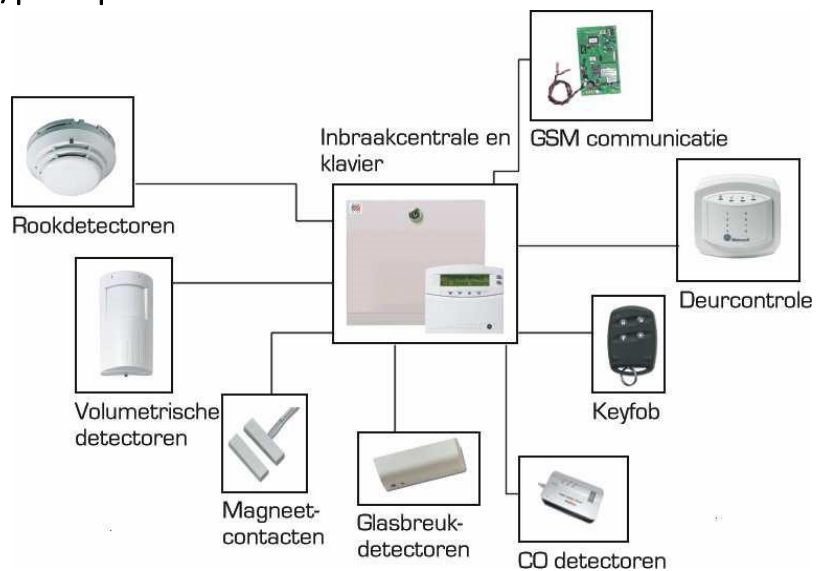 GSM communicatie
Inbraakcentrale en
klavier
Rookdetectoren
Deurcontrole
Volumetrische
detectoren
Keyfob
Magneet-
contacten
Glasbreuk-
detectoren
CO detectoren